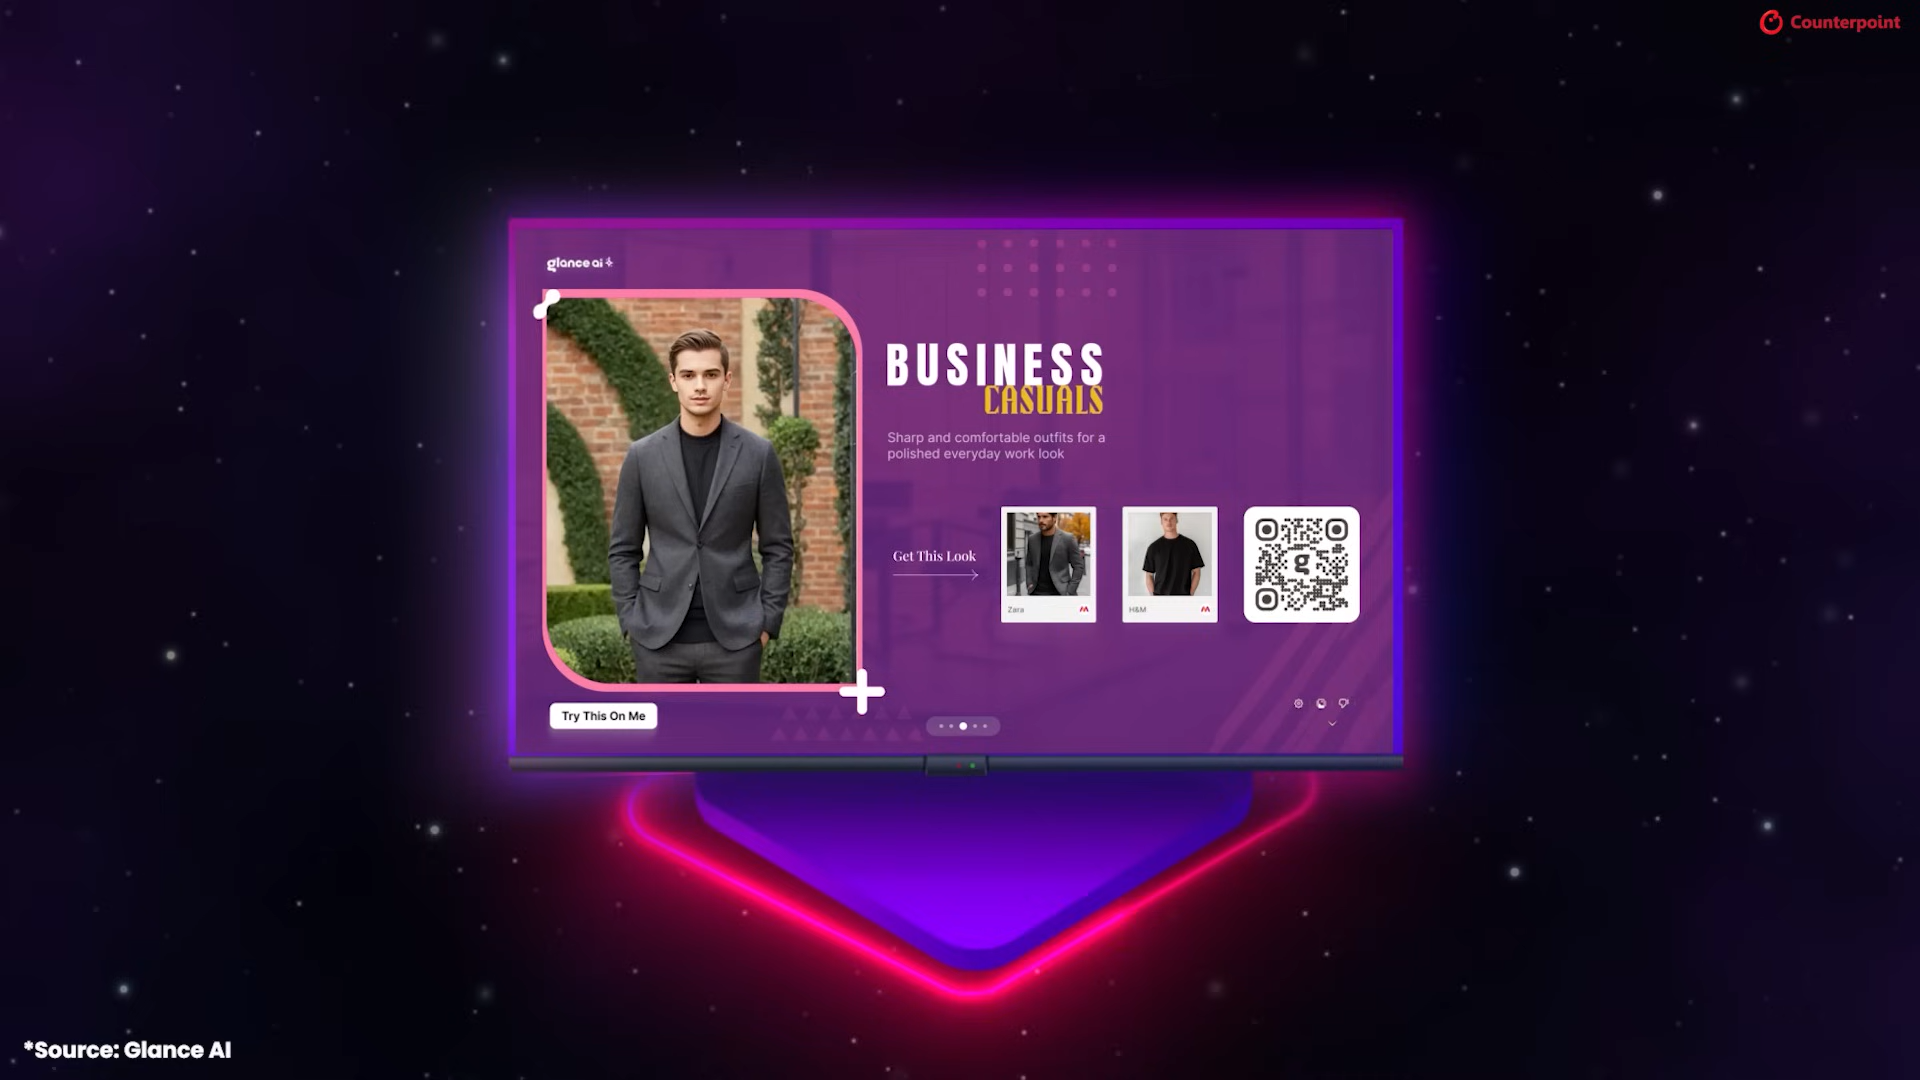 Counterpoint
glance ai
BUSINESS
CASUALS
Sharp and comfortable outfits for a
polished everyday work look
Get This Look
Zara
H&M
g
Try This On Me
*Source: Glance AI